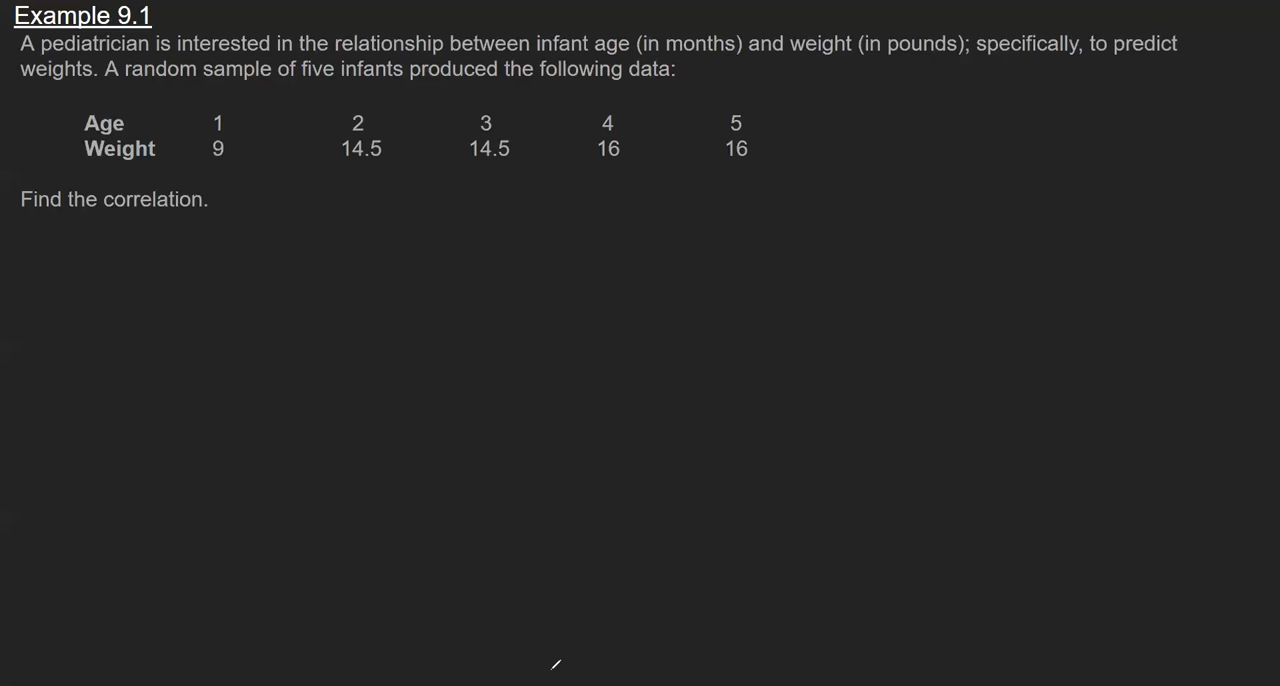 Example 9.1
A pediatrician is interested in the relationship between infant age (in months) and weight (in pounds); specifically, to predict
weights. A random sample of five infants produced the following data:
Age 1 2 3 4 5
Weight 9 14.5 14.5 16 16
Find the correlation.